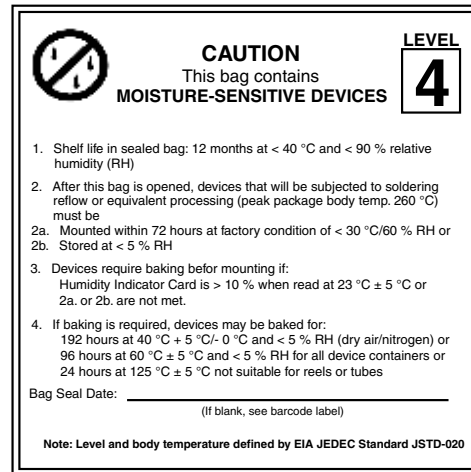 CAUTION
This bag contains
MOISTURE-SENSITIVE DEVICES
LEVEL
4
1. Shelf life in sealed bag: 12 months at < 40 °C and < 90 % relative
humidity (RH)
2. After this bag is opened, devices that will be subjected to soldering
reflow or equivalent processing (peak package body temp. 260 °C)
must be
2a. Mounted within 72 hours at factory condition of < 30 °C/60 % RH or
2b. Stored at < 5 % RH
3. Devices require baking befor mounting if:
Humidity Indicator Card is > 10 % when read at 23 °C ± 5 °C or
2a. or 2b. are not met.
4. If baking is required, devices may be baked for:
192 hours at 40 °C + 5 °C/- 0 °C and < 5 % RH (dry air/nitrogen) or
96 hours at 60 °C ± 5 °C and < 5 % RH for all device containers or
24 hours at 125 °C ± 5 °C not suitable for reels or tubes
Bag Seal Date:
(If blank, see barcode label)
Note: Level and body temperature defined by EIA JEDEC Standard JSTD-020